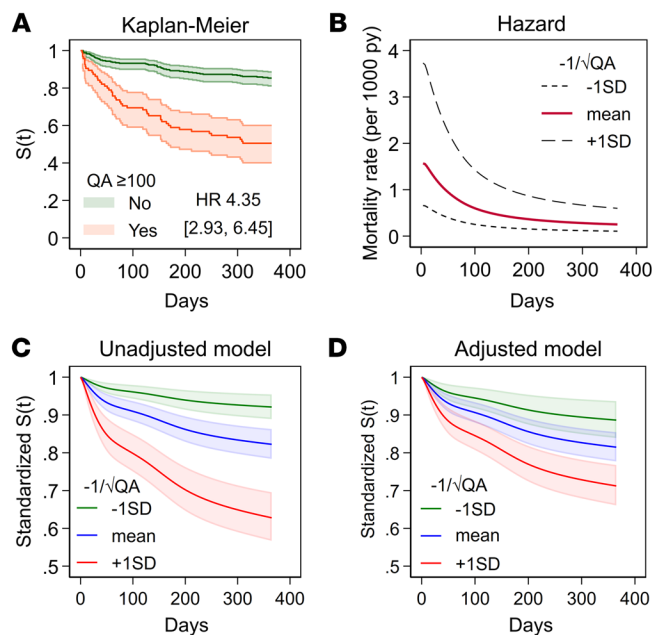 A
Kaplan-Meier
S(t)
1
.8
.6
.4
.2
0
QA ≥100
No
Yes
HR 4.35
[2.93, 6.45]
0 100 200 300 400
Days
B
Hazard
Mortality rate (per 1000 py)
4
3
2
1
0
-1/√QA
-1SD
mean
+1SD
0 100 200 300 400
Days
C
Unadjusted model
Standardized S(t)
1
.9
.8
.7
.6
.5
-1/√QA
-1SD
mean
+1SD
0 100 200 300 400
Days
D
Adjusted model
Standardized S(t)
1
.9
.8
.7
.6
.5
-1/√QA
-1SD
mean
+1SD
0 100 200 300 400
Days